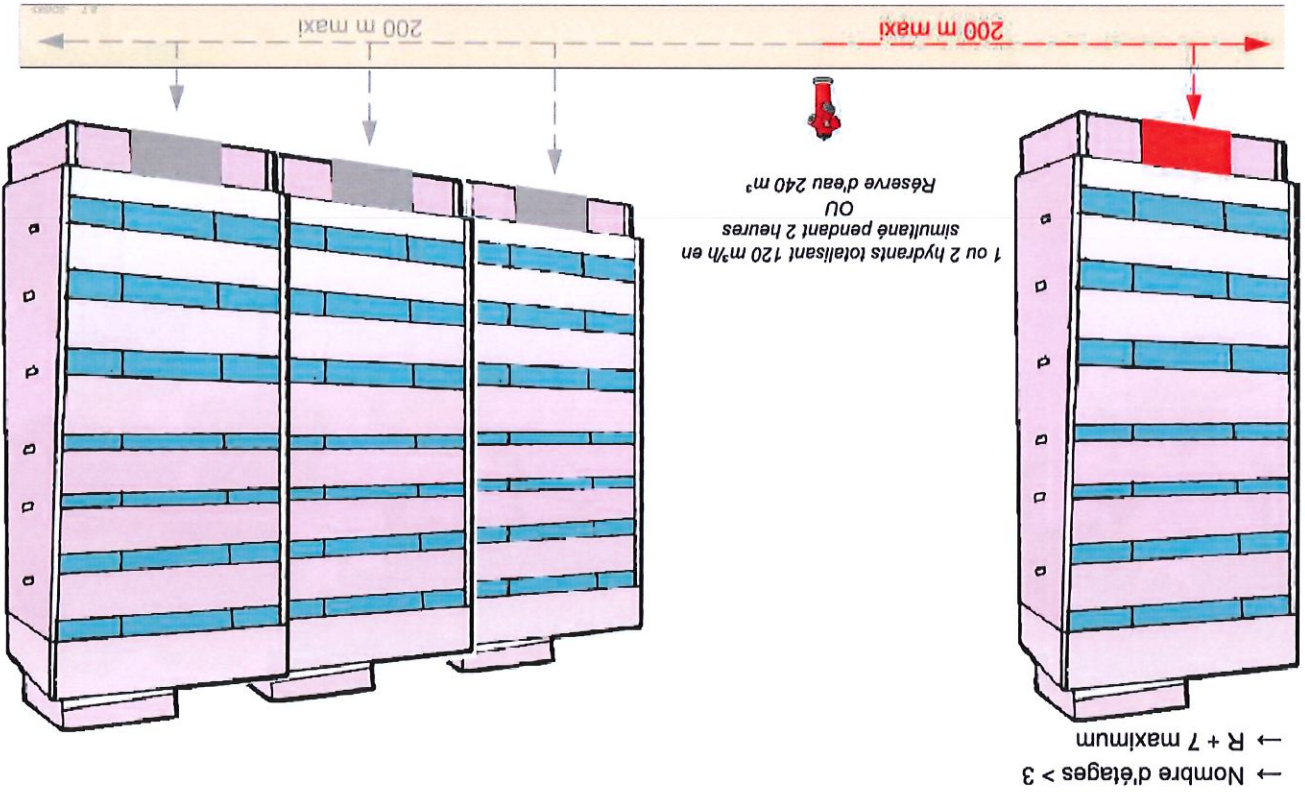 → Nombre d'étages > 3
→ R + 7 maximum
1 ou 2 hydrants totalisant 120 m³/h en
simultané pendant 2 heures
OU
Réserve d'eau 240 m³
200 m maxi
200 m maxi